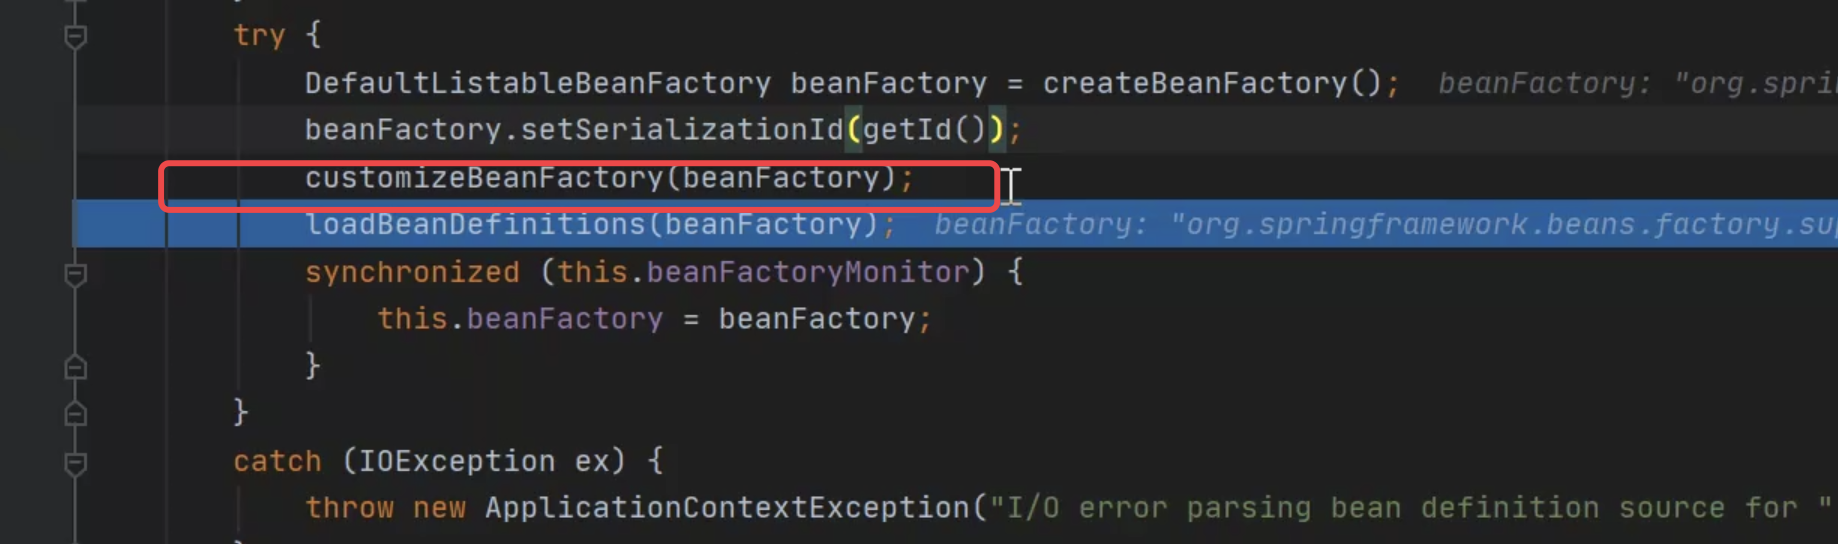 try {
DefaultListableBeanFactory beanFactory = createBeanFactory(); beanFactory: "org.spri
beanFactory.setSerializationId(getId());
customizeBeanFactory(beanFactory);
loadBeanDefinitions(beanFactory); beanFactory: "org.springframework.beans.factory.su
synchronized (this.beanFactoryMonitor) {
this.beanFactory = beanFactory;
}
}
catch (IOException ex) {
throw new ApplicationContextException("I/O error parsing bean definition source for "